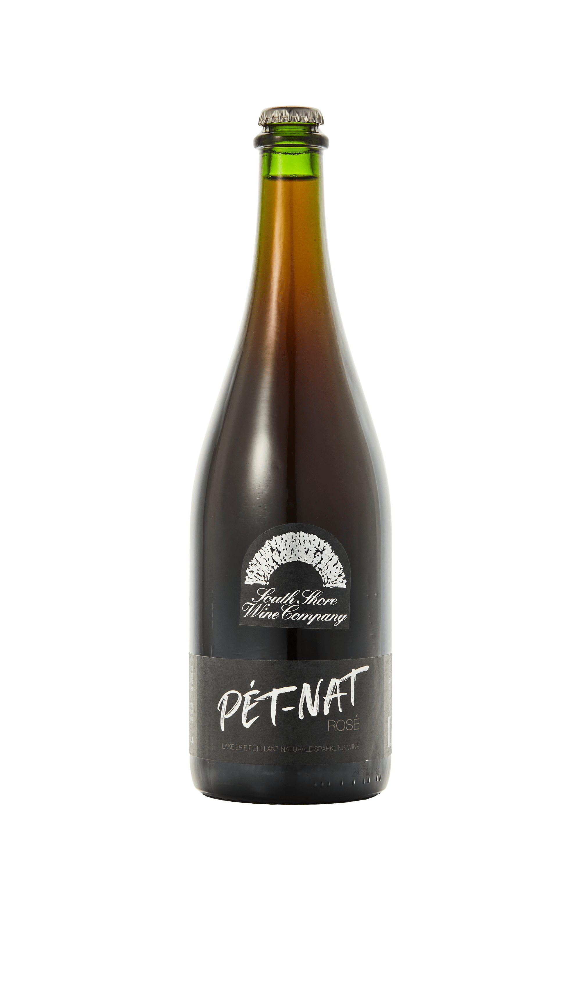 South Shore
Wine Company
PÉT-NAT
ROSÉ
LAKE ERIE PÉTILLANT NATURALE SPARKLING WINE